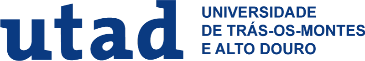 utad
UNIVERSIDADE
DE TRÁS-OS-MONTES
E ALTO DOURO